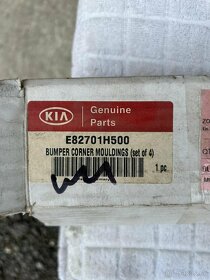 KIA
Genuine
Parts
E82701H500
BUMPER CORNER MOULDINGS (set of 4)
1 pc.